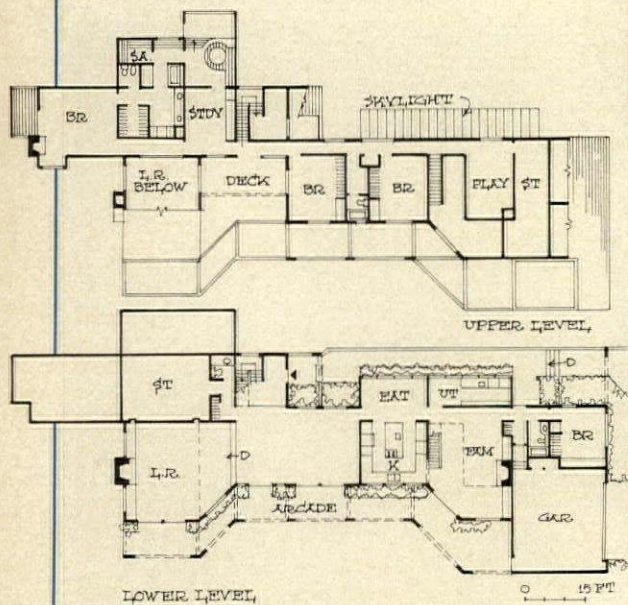 SA.
SKYLIGHT
BR
STDY
L.R. BELOW
DECK
BR
BR
PLAY
ST
UPPER LEVEL
D
ST
EAT
UT
BR
L.R.
D
K
FAM
ARCADE
GAR
LOWER LEVEL
0 15 FT